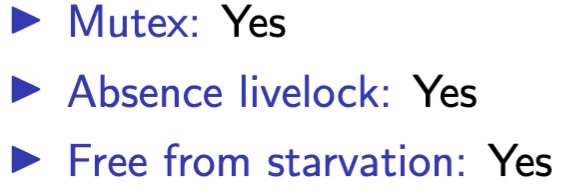 Mutex: Yes
Absence livelock: Yes
Free from starvation: Yes